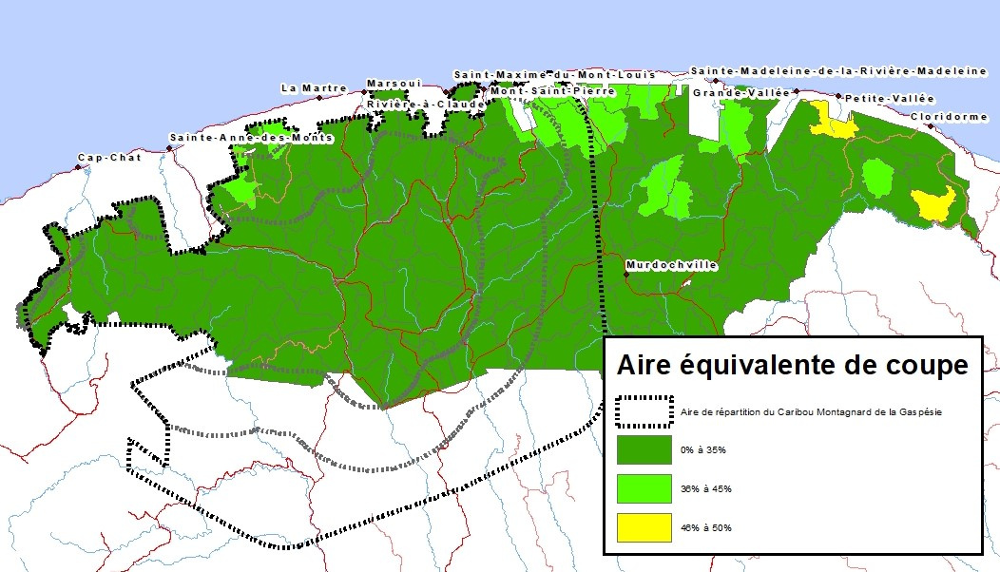 Saint-Maxime-du-Mont-Louis
Sainte-Madeleine-de-la-Rivière-Madeleine
La Martre
Marsoui
Mont-Saint-Pierre
Grande-Vallée
Petite-Vallée
Rivière-à-Claude
Cloridorme
Sainte-Anne-des-Monts
Cap-Chat
Murdochville
Aire équivalente de coupe
Aire de répartition du Caribou Montagnard de la Gaspésie
0% à 35%
36% à 45%
46% à 50%